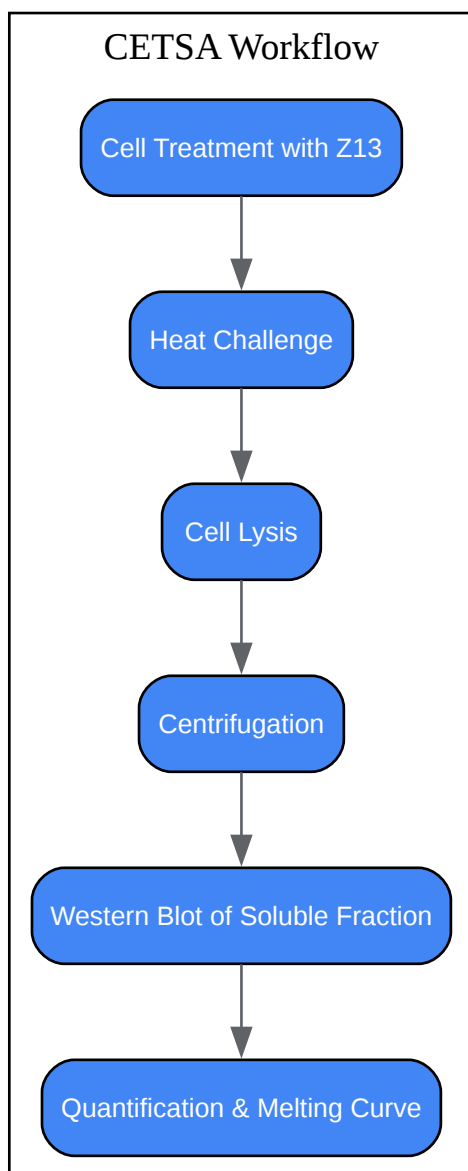 CETSA Workflow
Cell Treatment with Z13
Heat Challenge
Cell Lysis
Centrifugation
Western Blot of Soluble Fraction
Quantification & Melting Curve